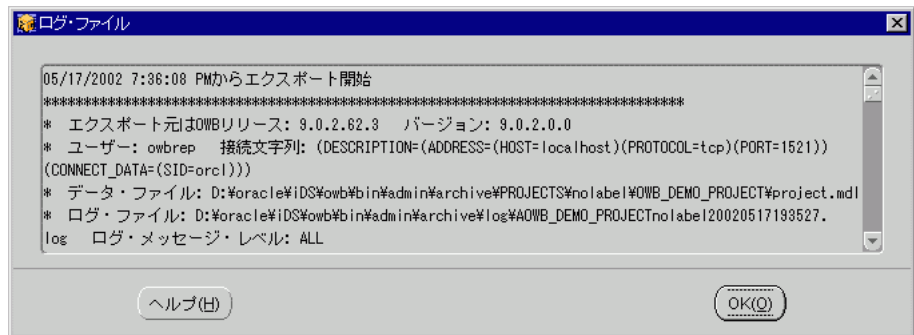 ログ・ファイル
05/17/2002 7:36:08 PMからエクスポート開始
********************************************************************************
*  エクスポート元はOWBリリース: 9.0.2.62.3  バージョン: 9.0.2.0.0
*  ユーザー: owbrep  接続文字列: (DESCRIPTION=(ADDRESS=(HOST=localhost)(PROTOCOL=tcp)(PORT=1521))
(CONNECT_DATA=(SID=orcl)))
*  データ・ファイル: D:¥oracle¥iDS¥owb¥bin¥admin¥archive¥PROJECTS¥nolabel¥OWB_DEMO_PROJECT¥project.mdl
*  ログ・ファイル: D:¥oracle¥iDS¥owb¥bin¥admin¥archive¥log¥AOWB_DEMO_PROJECTnolabel20020517193527.
log  ログ・メッセージ・レベル: ALL
ヘルプ(H)
OK(O)